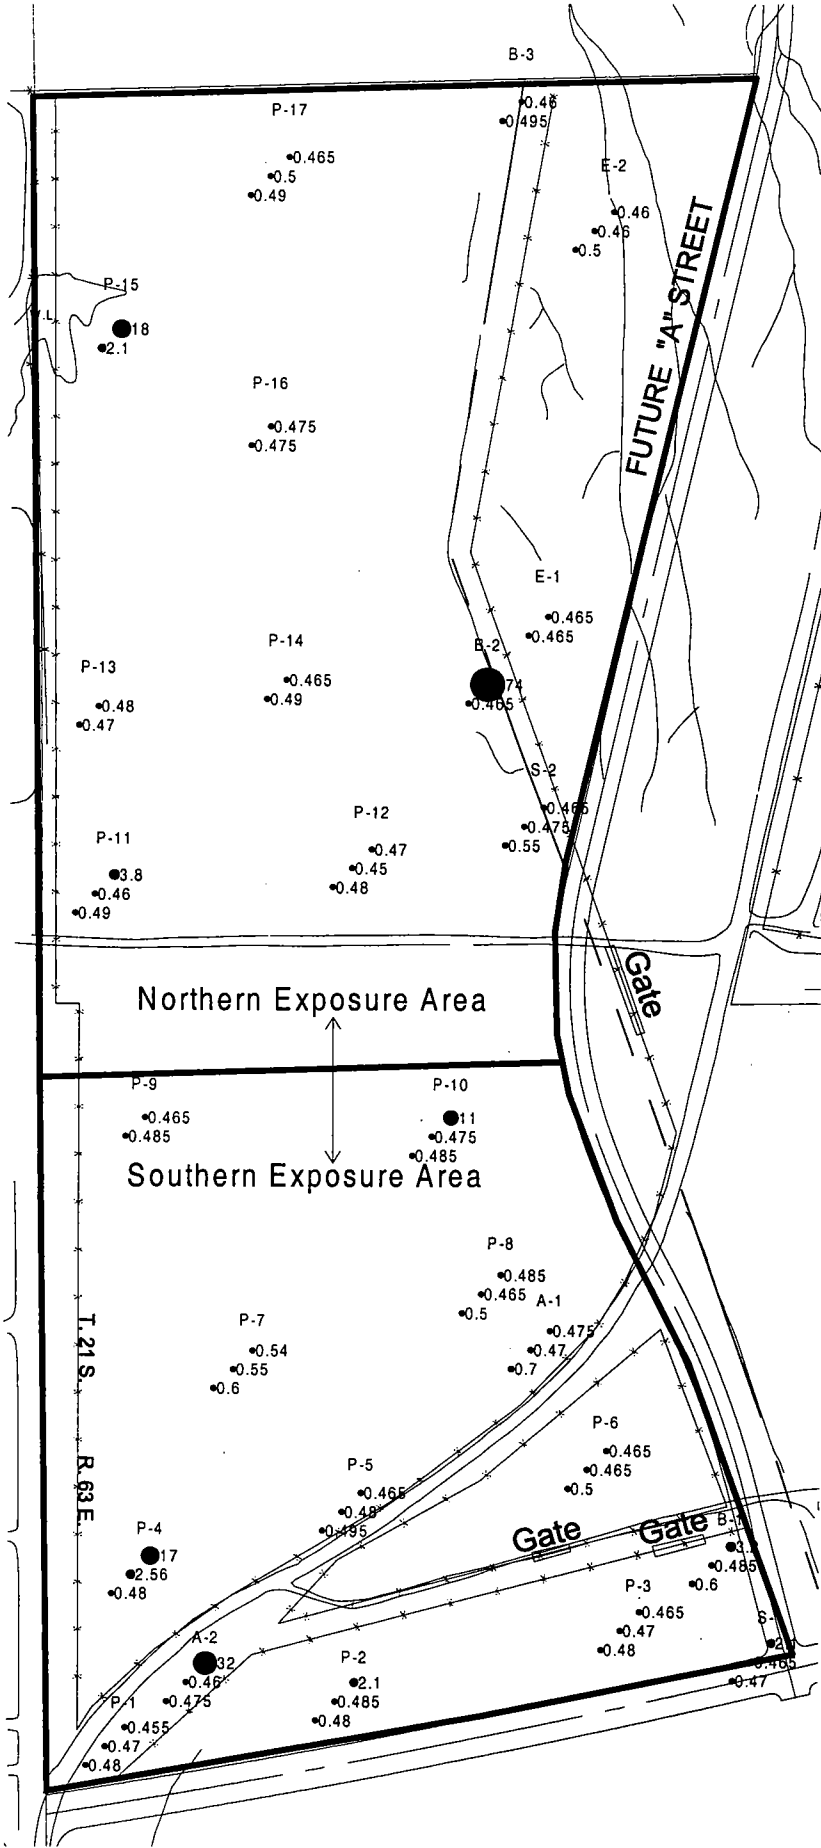 B-3
0.46
0.495
P-17
0.465
0.5
0.49
E-2
0.46
0.46
0.5
FUTURE "A" STREET
P-15
18
2.1
P-16
0.475
0.475
E-1
0.465
0.465
B-2
74
0.465
P-14
0.465
0.49
P-13
0.48
0.47
S-2
0.465
0.475
0.55
P-12
0.47
0.45
0.48
P-11
3.8
0.46
0.49
Gate
Northern Exposure Area
P-9
0.465
0.485
P-10
11
0.475
0.485
Southern Exposure Area
P-8
0.485
0.465
0.5
A-1
0.475
0.47
0.7
P-7
0.54
0.55
0.6
T. 21 S. R. 63 E.
P-6
0.465
0.465
0.5
P-5
0.465
0.48
0.495
P-4
17
2.56
0.48
Gate
Gate
B-1
0.485
0.6
P-3
0.465
0.47
0.48
0.465
0.47
A-2
32
0.46
0.475
P-2
2.1
0.485
0.48
P-1
0.455
0.47
0.48